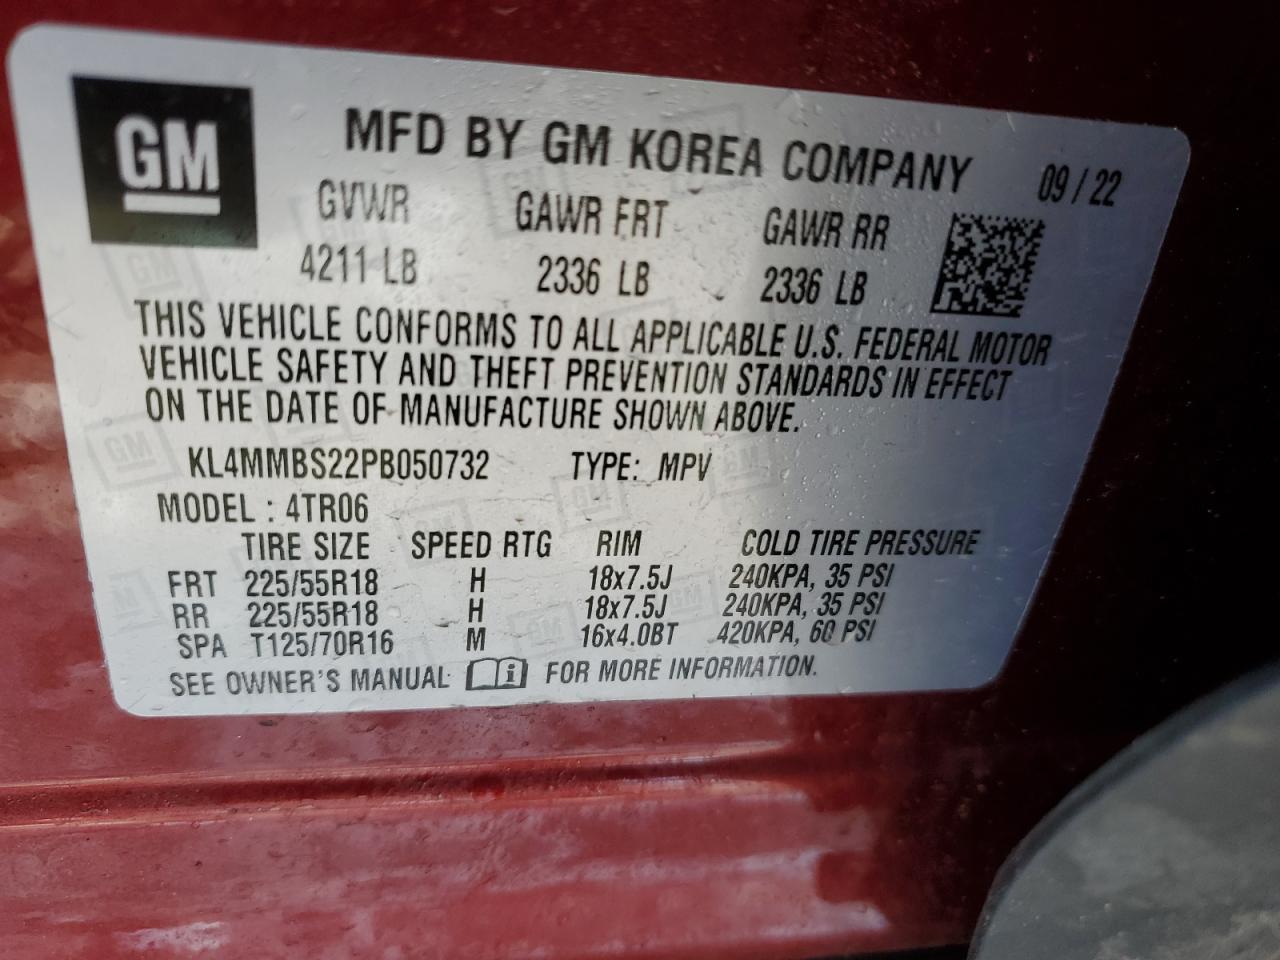 GM
MFD BY GM KOREA COMPANY 09 / 22
GVWR GAWR FRT GAWR RR
4211 LB 2336 LB 2336 LB
THIS VEHICLE CONFORMS TO ALL APPLICABLE U.S. FEDERAL MOTOR
VEHICLE SAFETY AND THEFT PREVENTION STANDARDS IN EFFECT
ON THE DATE OF MANUFACTURE SHOWN ABOVE.
KL4MMBS22PB050732 TYPE: MPV
MODEL : 4TR06
TIRE SIZE SPEED RTG RIM COLD TIRE PRESSURE
FRT 225/55R18 H 18x7.5J 240KPA, 35 PSI
RR 225/55R18 H 18x7.5J 240KPA, 35 PSI
SPA T125/70R16 M 16x4.0BT 420KPA, 60 PSI
SEE OWNER'S MANUAL i FOR MORE INFORMATION.